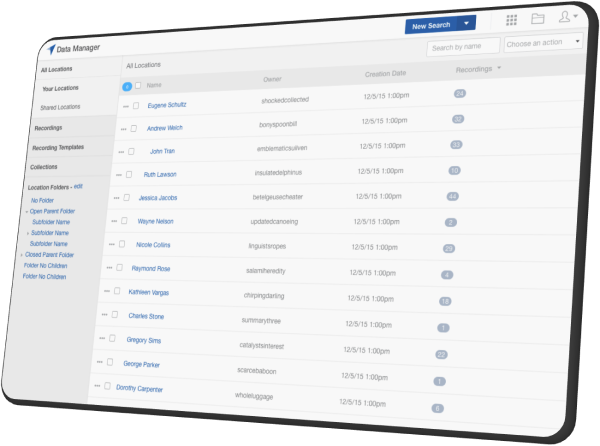 Data Manager
New Search
Search by name
Choose an action
All Locations
Your Locations
Shared Locations
Recordings
Recording Templates
Collections
Location Folders - edit
No Folder
Open Parent Folder
Subfolder Name
Subfolder Name
Subfolder Name
Closed Parent Folder
Folder No Children
Folder No Children
All Locations
Name Owner Creation Date Recordings
Eugene Schultz shockedcollected 12/5/15 1:00pm 24
Andrew Weich bonyspoonbill 12/5/15 1:00pm 32
John Tran emblematicsuliven 12/5/15 1:00pm 33
Ruth Lawson insulatedelphinus 12/5/15 1:00pm 10
Jessica Jacobs betelgeusecheater 12/5/15 1:00pm 44
Wayne Nelson updatedcanoeing 12/5/15 1:00pm 2
Nicole Collins linguistsropes 12/5/15 1:00pm 29
Raymond Rose salamiheredity 12/5/15 1:00pm 4
Kathleen Vargas chirpingdarling 12/5/15 1:00pm 18
Charles Stone summarythree 12/5/15 1:00pm 1
Gregory Sims catalystsinterest 12/5/15 1:00pm 22
George Parker scarosbaboon 12/5/15 1:00pm 1
Dorothy Carpenter wholeluggage 12/5/15 1:00pm 6